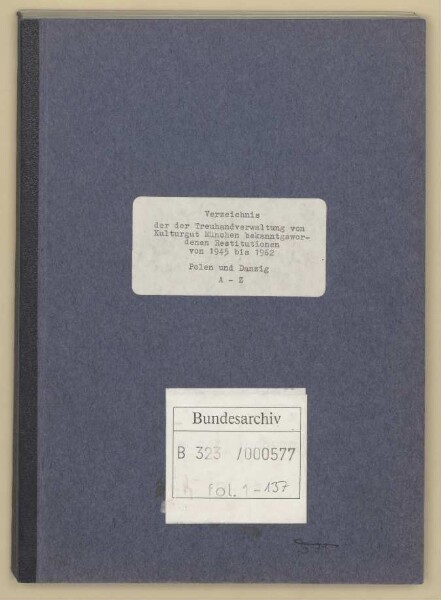 Verzeichnis
der der Treuhandverwaltung von
Kulturgut München bekanntgewor-
denen Restitutionen
von 1945 bis 1962
Polen und Danzig
A - Z
Bundesarchiv
B 323 /000577
fol. 1-137